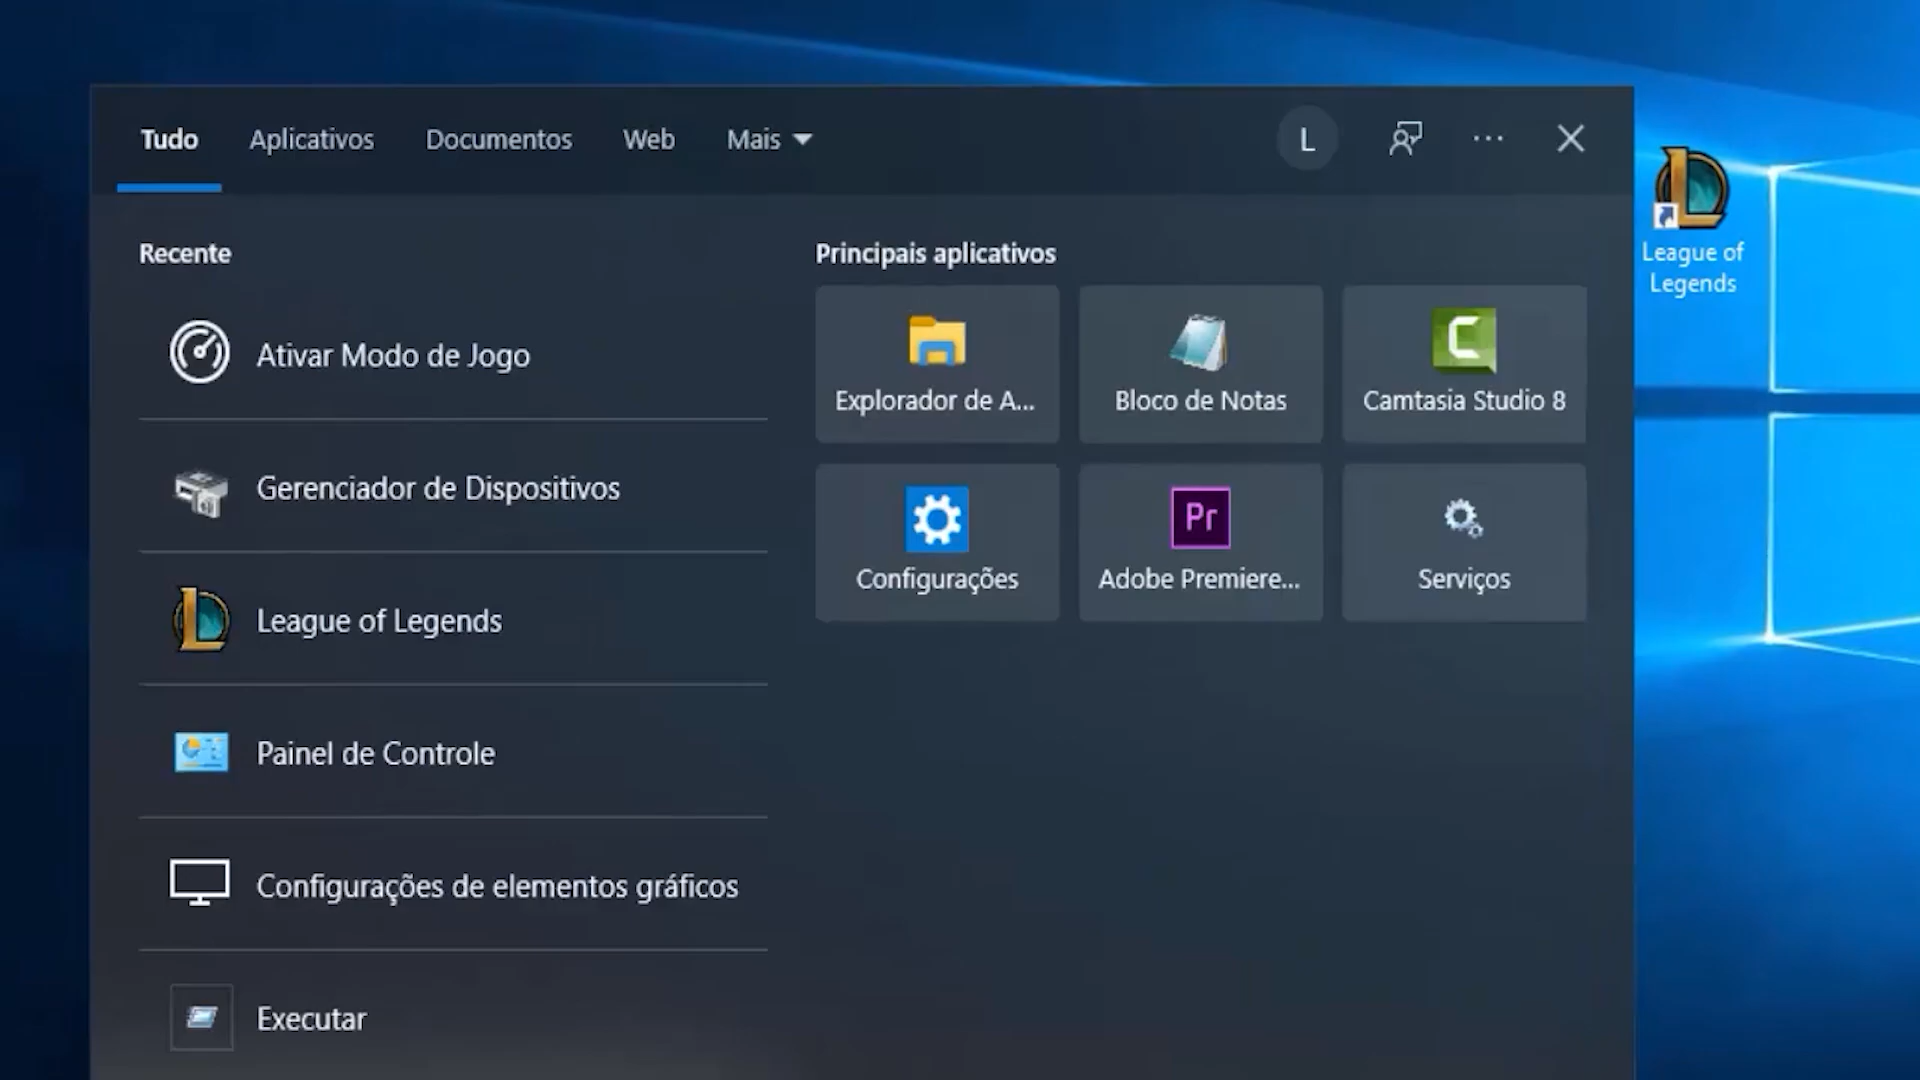 Tudo Aplicativos Documentos Web Mais L
Recente
Ativar Modo de Jogo
Gerenciador de Dispositivos
League of Legends
Painel de Controle
Configurações de elementos gráficos
Executar
Principais aplicativos
Explorador de A...
Bloco de Notas
Camtasia Studio 8
Configurações
Pr
Adobe Premiere...
Serviços
League of
Legends